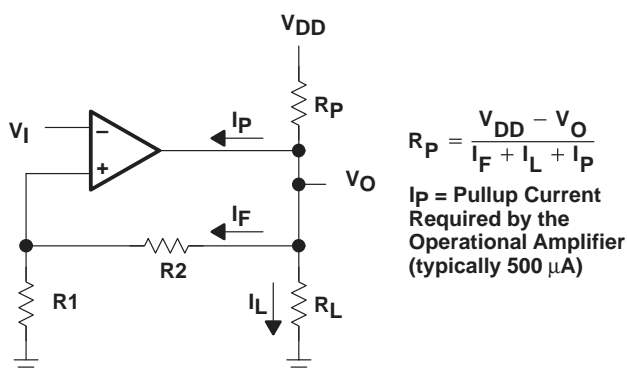 VDD
RP
IP
VI
−
+
VO
IF
R2
R1
IL
RL
RP = VDD − VO
IF + IL + IP
IP = Pullup Current
Required by the
Operational Amplifier
(typically 500 μA)